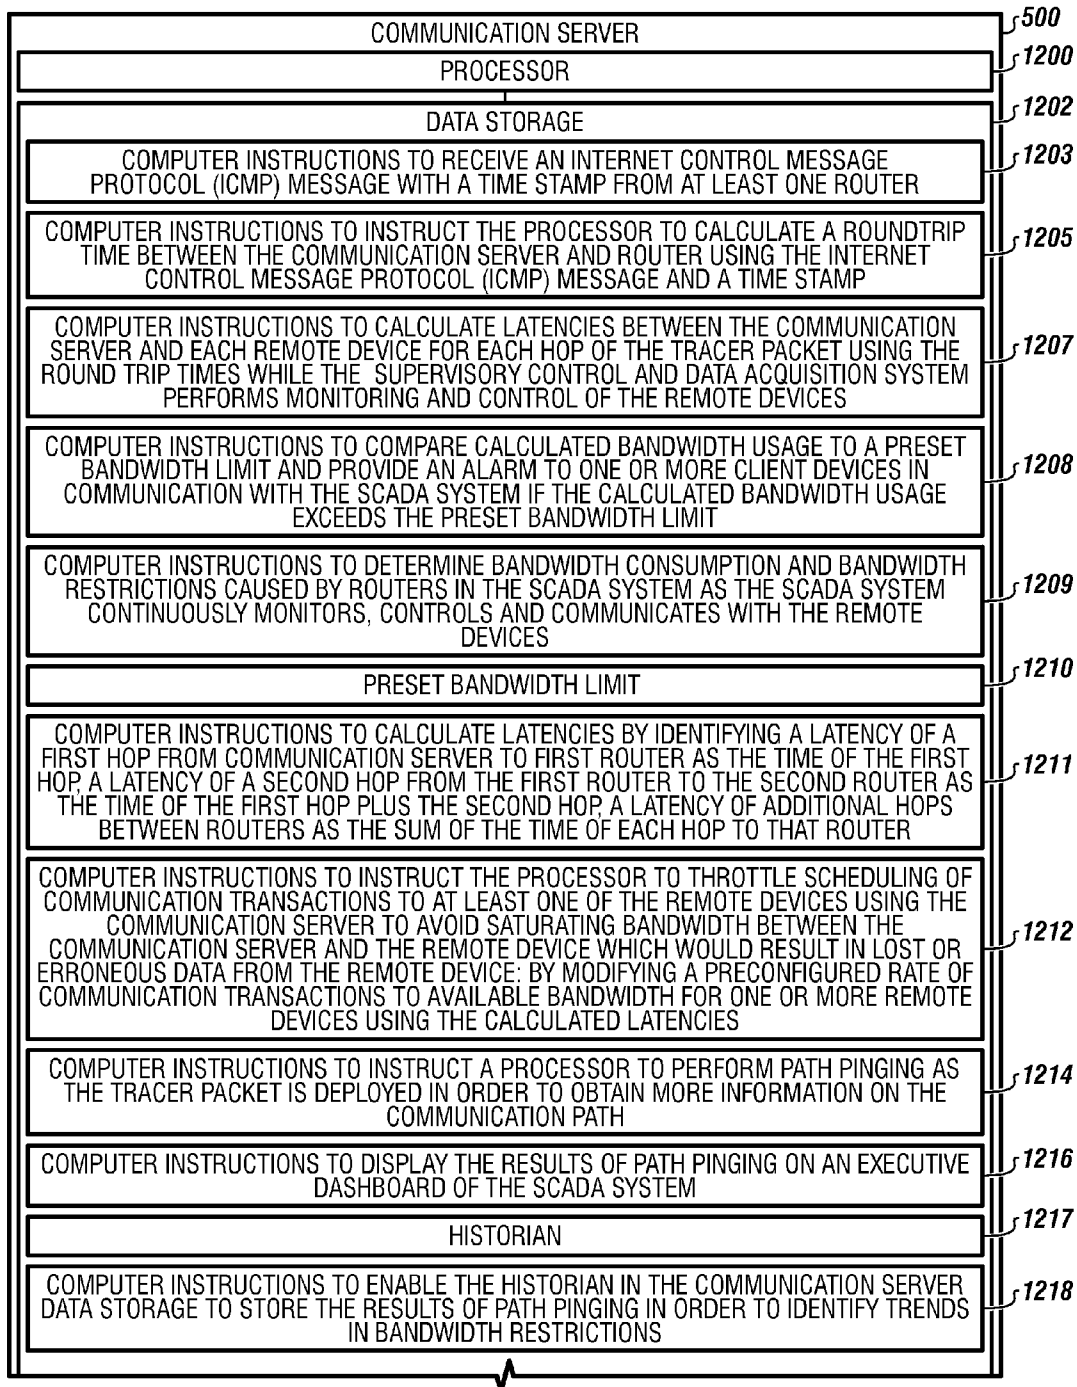 COMMUNICATION SERVER
500
PROCESSOR
1200
DATA STORAGE
1202
COMPUTER INSTRUCTIONS TO RECEIVE AN INTERNET CONTROL MESSAGE
PROTOCOL (ICMP) MESSAGE WITH A TIME STAMP FROM AT LEAST ONE ROUTER
1203
COMPUTER INSTRUCTIONS TO INSTRUCT THE PROCESSOR TO CALCULATE A ROUNDTRIP
TIME BETWEEN THE COMMUNICATION SERVER AND ROUTER USING THE INTERNET
CONTROL MESSAGE PROTOCOL (ICMP) MESSAGE AND A TIME STAMP
1205
COMPUTER INSTRUCTIONS TO CALCULATE LATENCIES BETWEEN THE COMMUNICATION
SERVER AND EACH REMOTE DEVICE FOR EACH HOP OF THE TRACER PACKET USING THE
ROUND TRIP TIMES WHILE THE SUPERVISORY CONTROL AND DATA ACQUISITION SYSTEM
PERFORMS MONITORING AND CONTROL OF THE REMOTE DEVICES
1207
COMPUTER INSTRUCTIONS TO COMPARE CALCULATED BANDWIDTH USAGE TO A PRESET
BANDWIDTH LIMIT AND PROVIDE AN ALARM TO ONE OR MORE CLIENT DEVICES IN
COMMUNICATION WITH THE SCADA SYSTEM IF THE CALCULATED BANDWIDTH USAGE
EXCEEDS THE PRESET BANDWIDTH LIMIT
1208
COMPUTER INSTRUCTIONS TO DETERMINE BANDWIDTH CONSUMPTION AND BANDWIDTH
RESTRICTIONS CAUSED BY ROUTERS IN THE SCADA SYSTEM AS THE SCADA SYSTEM
CONTINUOUSLY MONITORS, CONTROLS AND COMMUNICATES WITH THE REMOTE
DEVICES
1209
PRESET BANDWIDTH LIMIT
1210
COMPUTER INSTRUCTIONS TO CALCULATE LATENCIES BY IDENTIFYING A LATENCY OF A
FIRST HOP FROM COMMUNICATION SERVER TO FIRST ROUTER AS THE TIME OF THE FIRST
HOP, A LATENCY OF A SECOND HOP FROM THE FIRST ROUTER TO THE SECOND ROUTER AS
THE TIME OF THE FIRST HOP PLUS THE SECOND HOP, A LATENCY OF ADDITIONAL HOPS
BETWEEN ROUTERS AS THE SUM OF THE TIME OF EACH HOP TO THAT ROUTER
1211
COMPUTER INSTRUCTIONS TO INSTRUCT THE PROCESSOR TO THROTTLE SCHEDULING OF
COMMUNICATION TRANSACTIONS TO AT LEAST ONE OF THE REMOTE DEVICES USING THE
COMMUNICATION SERVER TO AVOID SATURATING BANDWIDTH BETWEEN THE
COMMUNICATION SERVER AND THE REMOTE DEVICE WHICH WOULD RESULT IN LOST OR
ERRONEOUS DATA FROM THE REMOTE DEVICE: BY MODIFYING A PRECONFIGURED RATE OF
COMMUNICATION TRANSACTIONS TO AVAILABLE BANDWIDTH FOR ONE OR MORE REMOTE
DEVICES USING THE CALCULATED LATENCIES
1212
COMPUTER INSTRUCTIONS TO INSTRUCT A PROCESSOR TO PERFORM PATH PINGING AS
THE TRACER PACKET IS DEPLOYED IN ORDER TO OBTAIN MORE INFORMATION ON THE
COMMUNICATION PATH
1214
COMPUTER INSTRUCTIONS TO DISPLAY THE RESULTS OF PATH PINGING ON AN EXECUTIVE
DASHBOARD OF THE SCADA SYSTEM
1216
HISTORIAN
1217
COMPUTER INSTRUCTIONS TO ENABLE THE HISTORIAN IN THE COMMUNICATION SERVER
DATA STORAGE TO STORE THE RESULTS OF PATH PINGING IN ORDER TO IDENTIFY TRENDS
IN BANDWIDTH RESTRICTIONS
1218